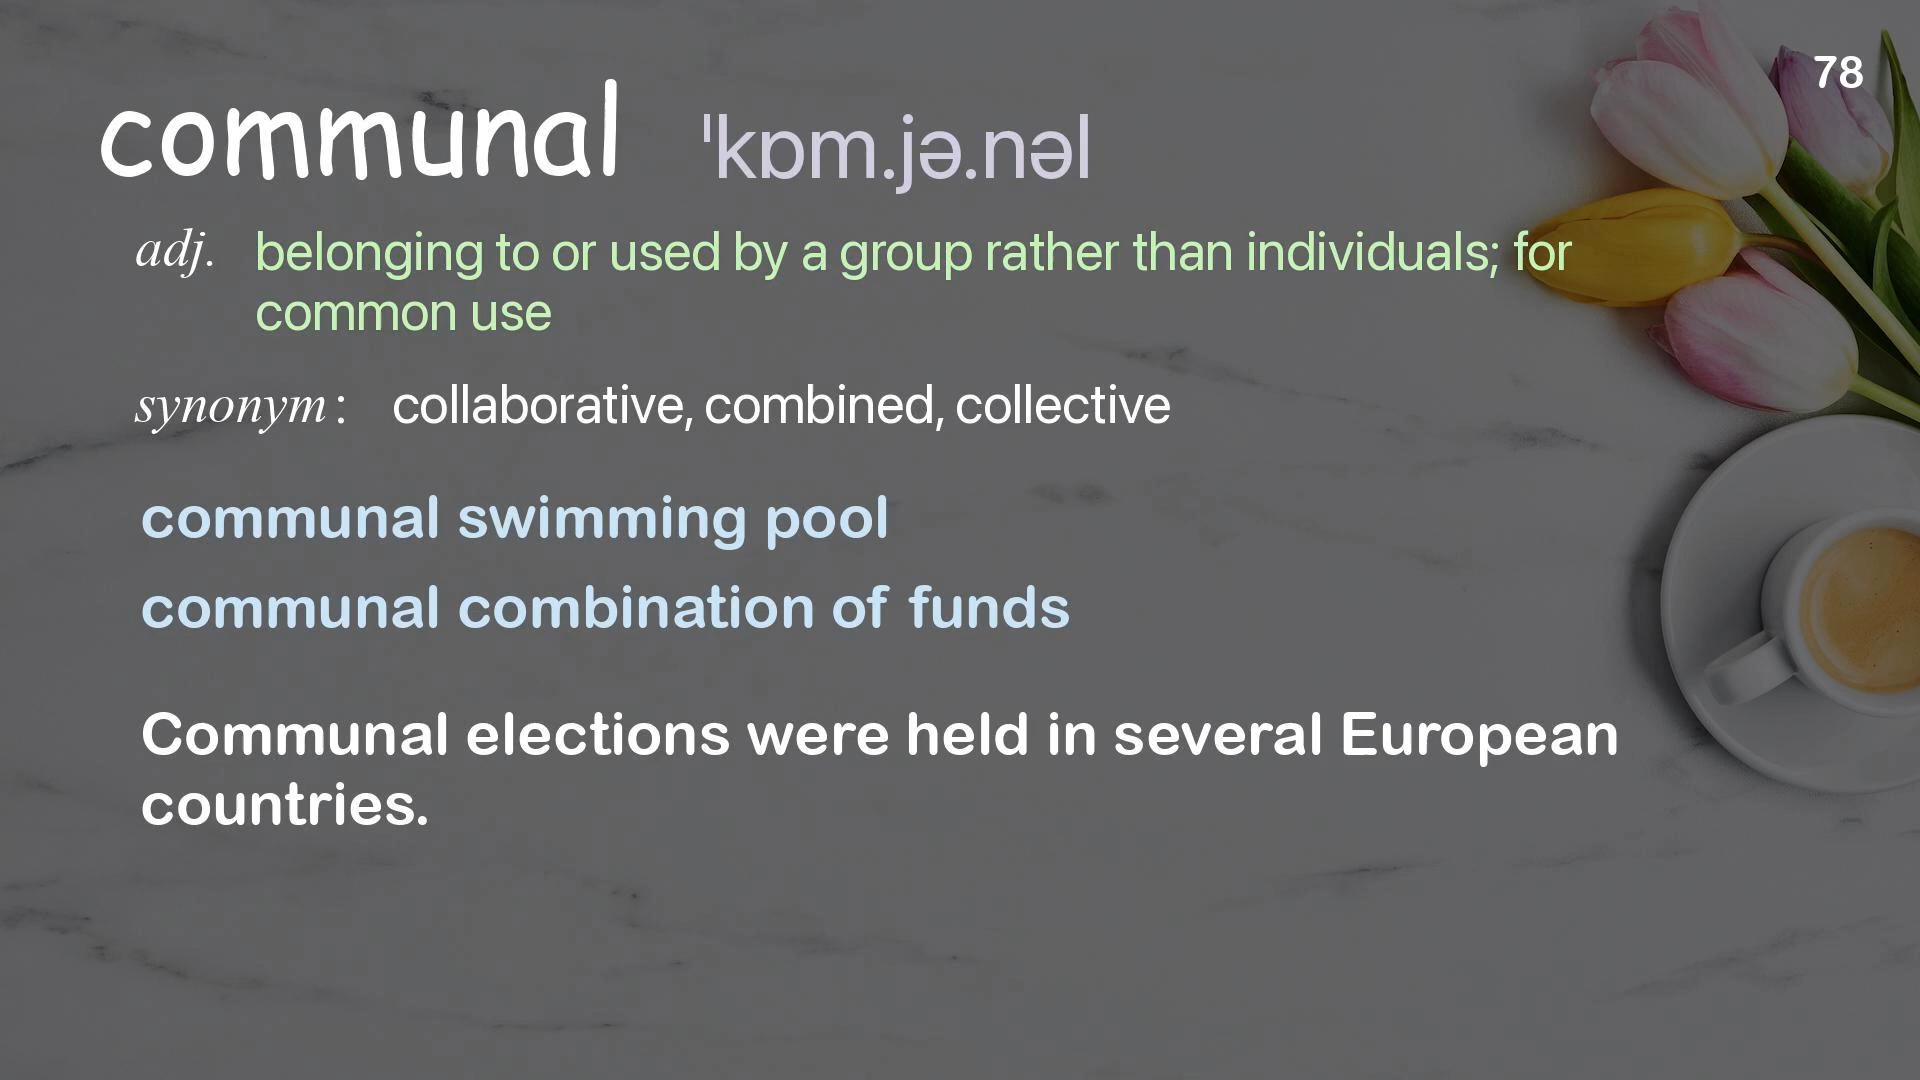 78
communal ˈkɒm.jə.nəl
adj. belonging to or used by a group rather than individuals; for
common use
synonym : collaborative, combined, collective
communal swimming pool
communal combination of funds
Communal elections were held in several European
countries.